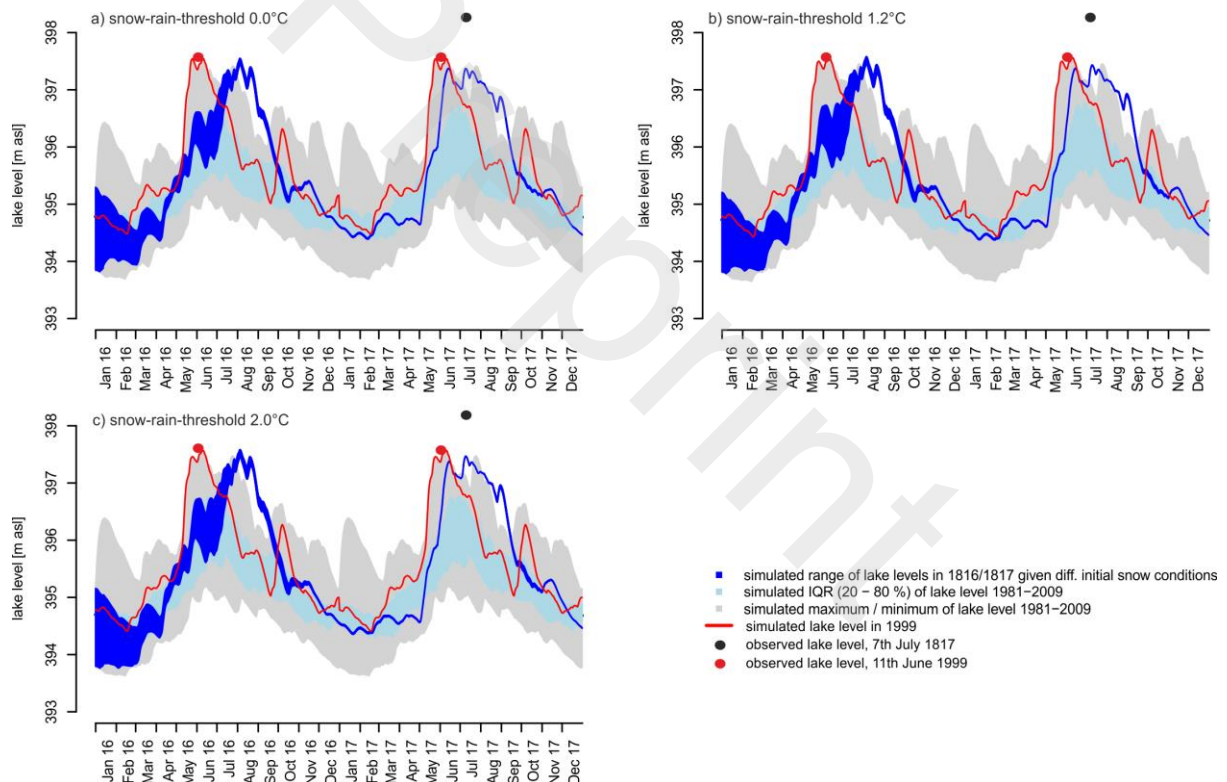 a) snow-rain-threshold 0.0°C
lake level [m asl]
398
397
396
395
394
393
Jan 16
Feb 16
Mar 16
Apr 16
May 16
Jun 16
Jul 16
Aug 16
Sep 16
Oct 16
Nov 16
Dec 16
Jan 17
Feb 17
Mar 17
Apr 17
May 17
Jun 17
Jul 17
Aug 17
Sep 17
Oct 17
Nov 17
Dec 17
b) snow-rain-threshold 1.2°C
lake level [m asl]
398
397
396
395
394
393
Jan 16
Feb 16
Mar 16
Apr 16
May 16
Jun 16
Jul 16
Aug 16
Sep 16
Oct 16
Nov 16
Dec 16
Jan 17
Feb 17
Mar 17
Apr 17
May 17
Jun 17
Jul 17
Aug 17
Sep 17
Oct 17
Nov 17
Dec 17
c) snow-rain-threshold 2.0°C
lake level [m asl]
398
397
396
395
394
393
Jan 16
Feb 16
Mar 16
Apr 16
May 16
Jun 16
Jul 16
Aug 16
Sep 16
Oct 16
Nov 16
Dec 16
Jan 17
Feb 17
Mar 17
Apr 17
May 17
Jun 17
Jul 17
Aug 17
Sep 17
Oct 17
Nov 17
Dec 17
simulated range of lake levels in 1816/1817 given diff. initial snow conditions
simulated IQR (20 − 80 %) of lake level 1981−2009
simulated maximum / minimum of lake level 1981−2009
simulated lake level in 1999
observed lake level, 7th July 1817
observed lake level, 11th June 1999